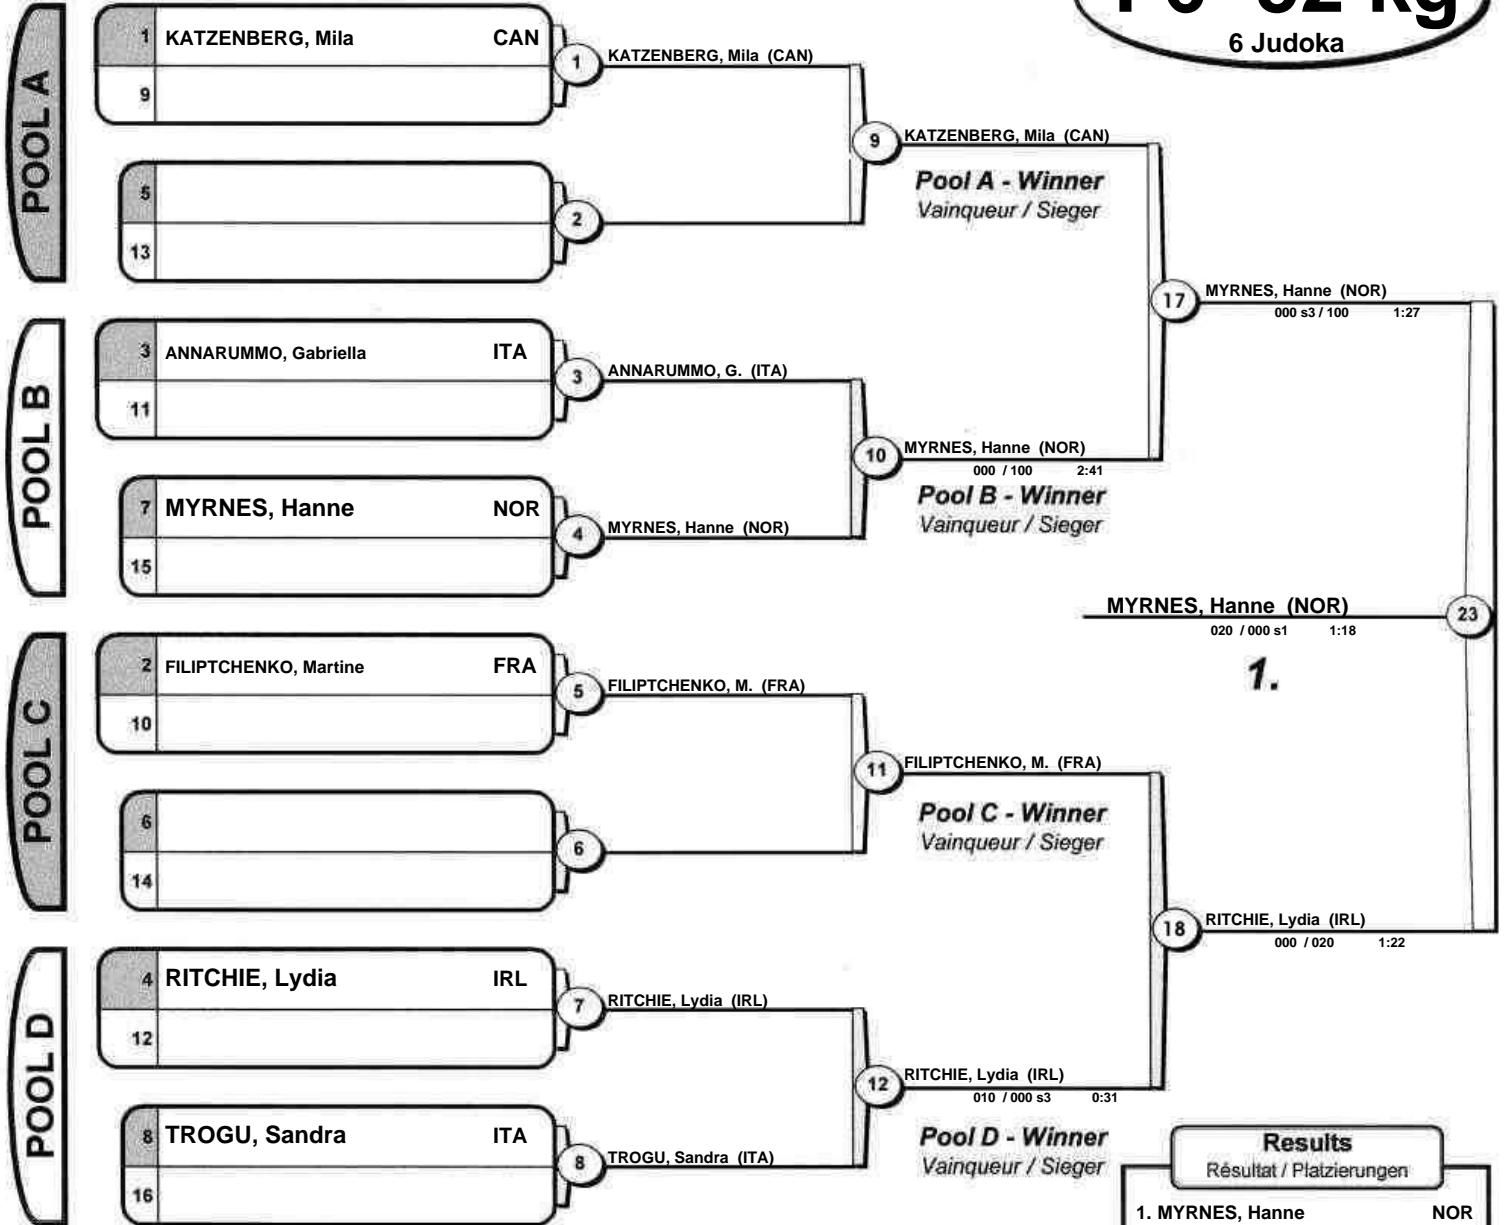 6 Judoka
POOL A
1 KATZENBERG, Mila CAN
9
5
13
1 KATZENBERG, Mila (CAN)
2
9 KATZENBERG, Mila (CAN)
Pool A - Winner
Vainqueur / Sieger
POOL B
3 ANNARUMMO, Gabriella ITA
11
7 MYRNES, Hanne NOR
15
3 ANNARUMMO, G. (ITA)
4 MYRNES, Hanne (NOR)
10 MYRNES, Hanne (NOR)
000 / 100 2:41
Pool B - Winner
Vainqueur / Sieger
17 MYRNES, Hanne (NOR)
000 s3 / 100 1:27
MYRNES, Hanne (NOR) 23
020 / 000 s1 1:18
1.
POOL C
2 FILIPTCHENKO, Martine FRA
10
6
14
5 FILIPTCHENKO, M. (FRA)
6
11 FILIPTCHENKO, M. (FRA)
Pool C - Winner
Vainqueur / Sieger
18 RITCHIE, Lydia (IRL)
000 / 020 1:22
POOL D
4 RITCHIE, Lydia IRL
12
8 TROGU, Sandra ITA
16
7 RITCHIE, Lydia (IRL)
8 TROGU, Sandra (ITA)
12 RITCHIE, Lydia (IRL)
010 / 000 s3 0:31
Pool D - Winner
Vainqueur / Sieger
Results
Résultat / Platzierungen
1. MYRNES, Hanne NOR